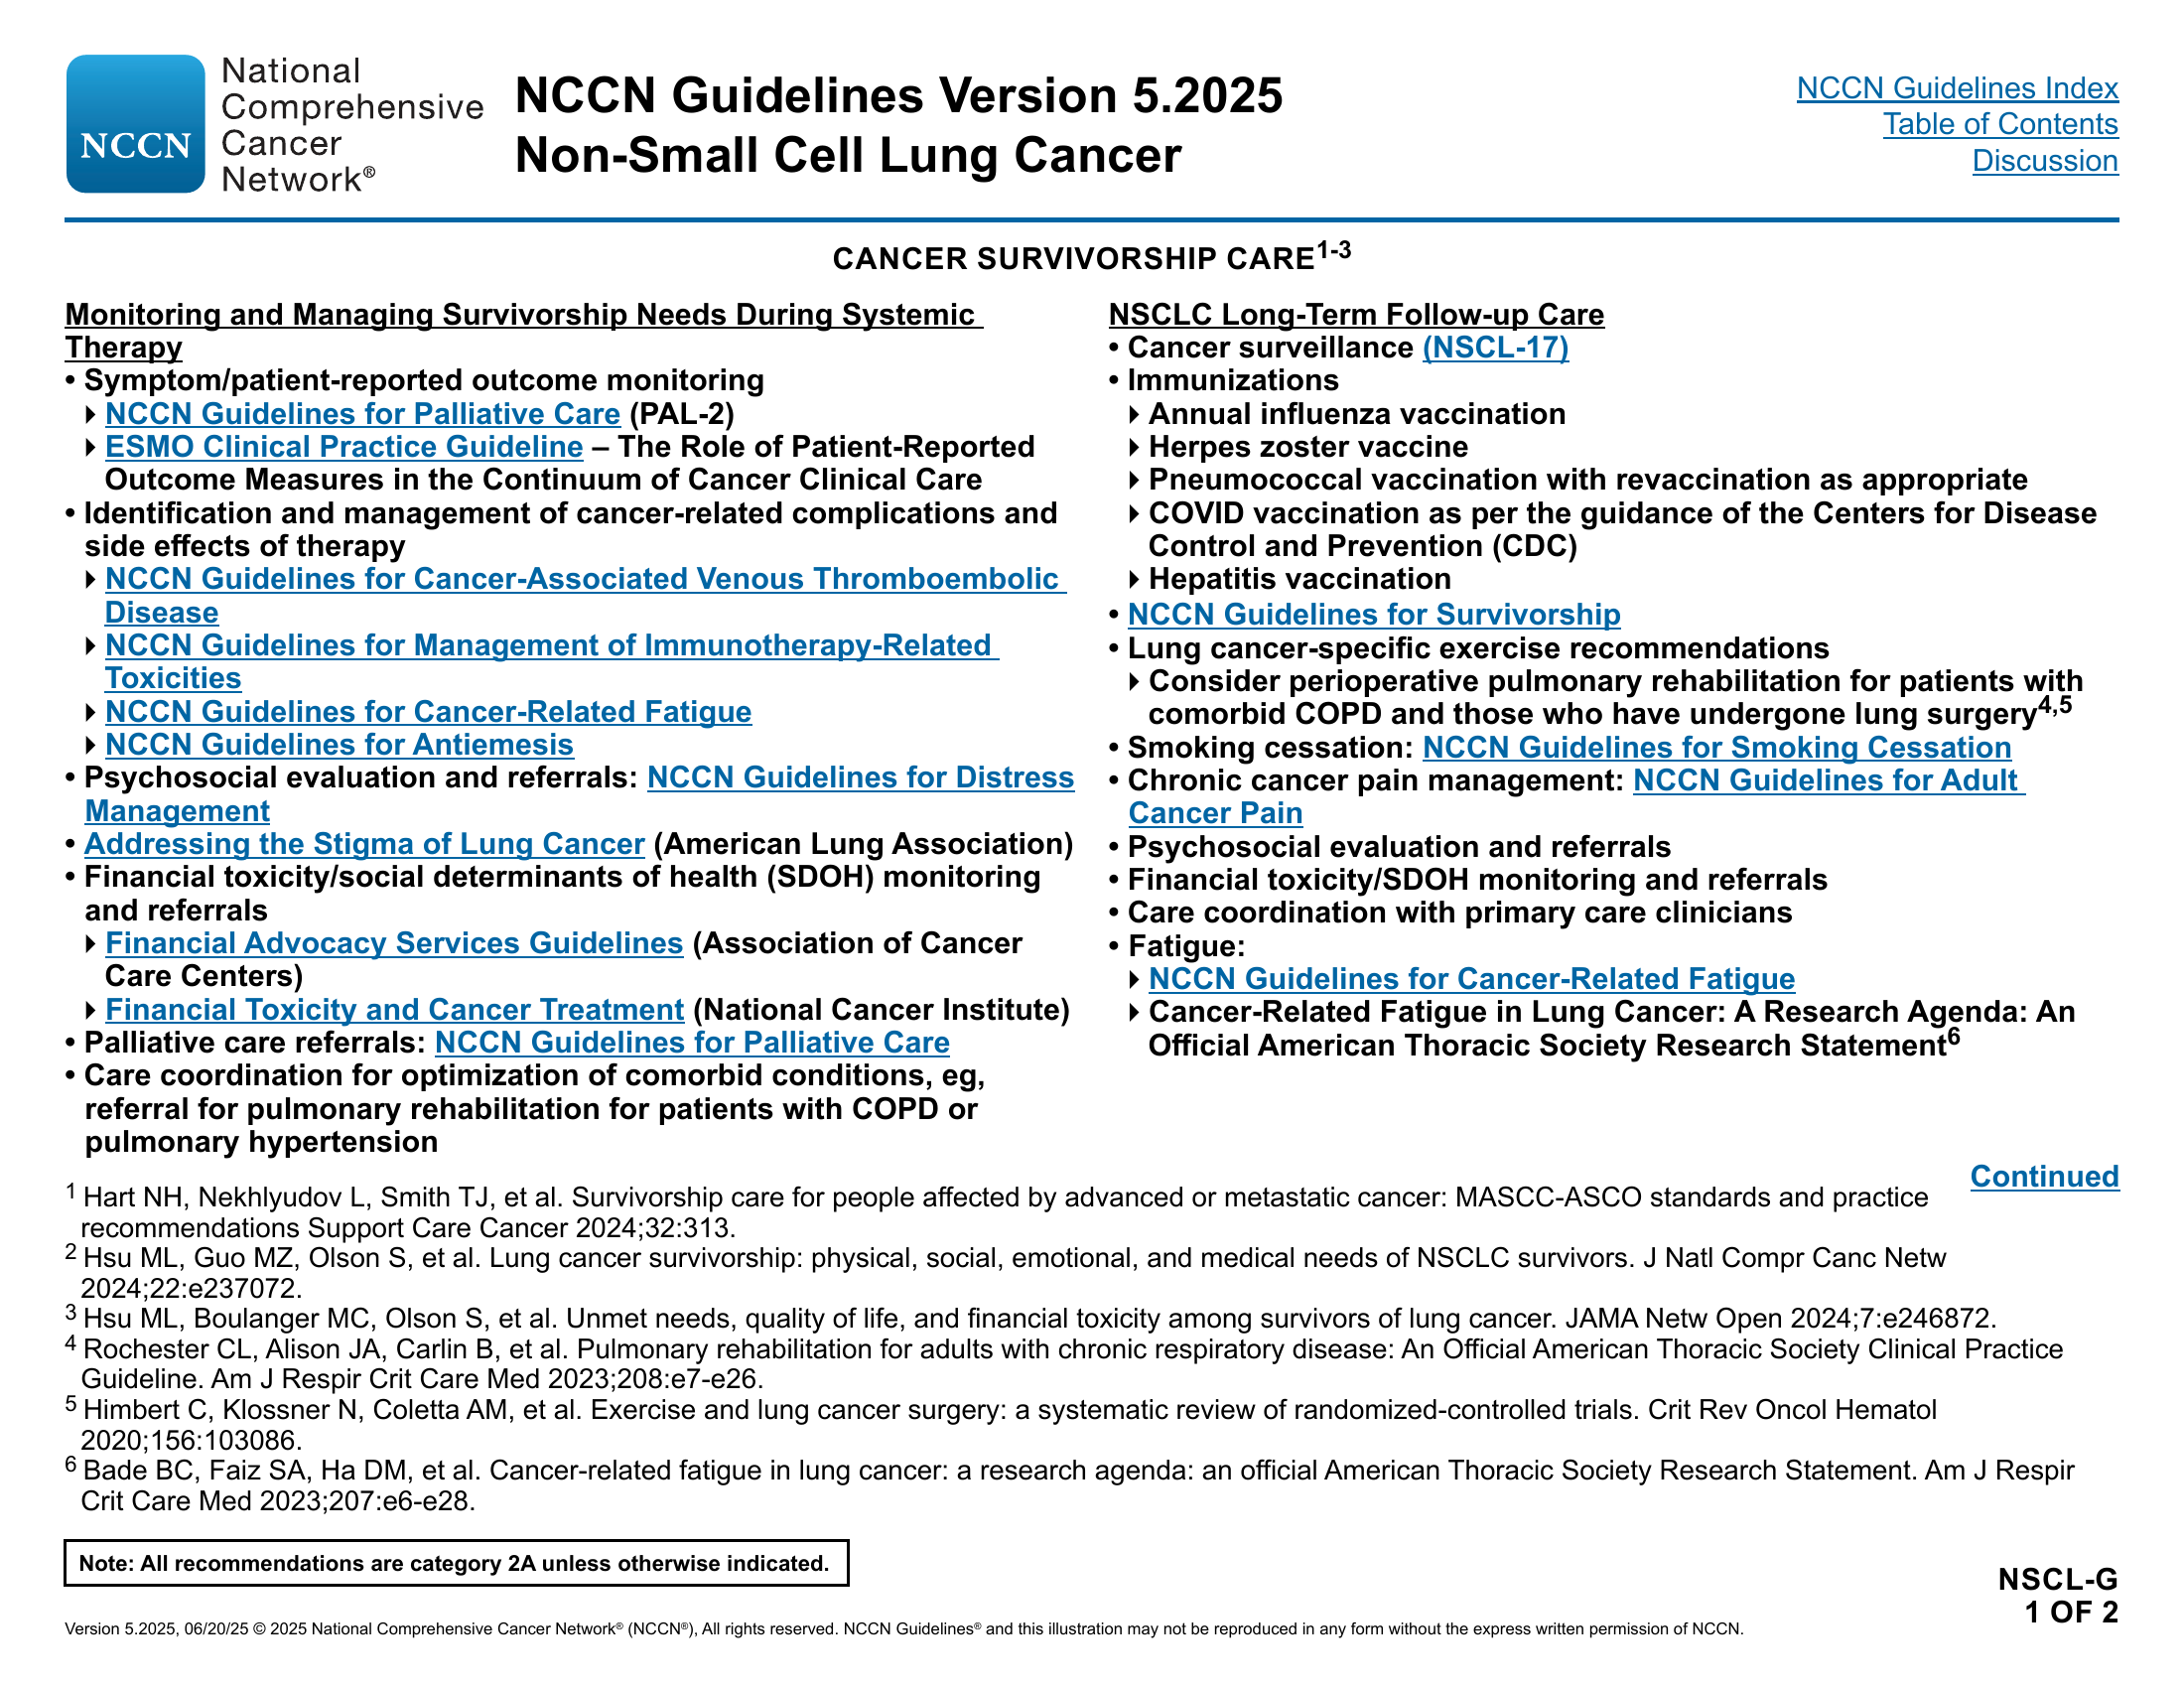 National
Comprehensive
Cancer
Network®
NCCN
NCCN Guidelines Version 5.2025
Non-Small Cell Lung Cancer
NCCN Guidelines Index
Table of Contents
Discussion
CANCER SURVIVORSHIP CARE1-3
Monitoring and Managing Survivorship Needs During Systemic
Therapy
• Symptom/patient-reported outcome monitoring
NCCN Guidelines for Palliative Care (PAL-2)
ESMO Clinical Practice Guideline – The Role of Patient-Reported
Outcome Measures in the Continuum of Cancer Clinical Care
• Identification and management of cancer-related complications and
side effects of therapy
NCCN Guidelines for Cancer-Associated Venous Thromboembolic
Disease
NCCN Guidelines for Management of Immunotherapy-Related
Toxicities
NCCN Guidelines for Cancer-Related Fatigue
NCCN Guidelines for Antiemesis
• Psychosocial evaluation and referrals: NCCN Guidelines for Distress
Management
• Addressing the Stigma of Lung Cancer (American Lung Association)
• Financial toxicity/social determinants of health (SDOH) monitoring
and referrals
Financial Advocacy Services Guidelines (Association of Cancer
Care Centers)
Financial Toxicity and Cancer Treatment (National Cancer Institute)
• Palliative care referrals: NCCN Guidelines for Palliative Care
• Care coordination for optimization of comorbid conditions, eg,
referral for pulmonary rehabilitation for patients with COPD or
pulmonary hypertension
NSCLC Long-Term Follow-up Care
• Cancer surveillance (NSCL-17)
• Immunizations
Annual influenza vaccination
Herpes zoster vaccine
Pneumococcal vaccination with revaccination as appropriate
COVID vaccination as per the guidance of the Centers for Disease
Control and Prevention (CDC)
Hepatitis vaccination
• NCCN Guidelines for Survivorship
• Lung cancer-specific exercise recommendations
Consider perioperative pulmonary rehabilitation for patients with
comorbid COPD and those who have undergone lung surgery4,5
• Smoking cessation: NCCN Guidelines for Smoking Cessation
• Chronic cancer pain management: NCCN Guidelines for Adult
Cancer Pain
• Psychosocial evaluation and referrals
• Financial toxicity/SDOH monitoring and referrals
• Care coordination with primary care clinicians
• Fatigue:
NCCN Guidelines for Cancer-Related Fatigue
Cancer-Related Fatigue in Lung Cancer: A Research Agenda: An
Official American Thoracic Society Research Statement6
Continued
1 Hart NH, Nekhlyudov L, Smith TJ, et al. Survivorship care for people affected by advanced or metastatic cancer: MASCC-ASCO standards and practice
recommendations Support Care Cancer 2024;32:313.
2 Hsu ML, Guo MZ, Olson S, et al. Lung cancer survivorship: physical, social, emotional, and medical needs of NSCLC survivors. J Natl Compr Canc Netw
2024;22:e237072.
3 Hsu ML, Boulanger MC, Olson S, et al. Unmet needs, quality of life, and financial toxicity among survivors of lung cancer. JAMA Netw Open 2024;7:e246872.
4 Rochester CL, Alison JA, Carlin B, et al. Pulmonary rehabilitation for adults with chronic respiratory disease: An Official American Thoracic Society Clinical Practice
Guideline. Am J Respir Crit Care Med 2023;208:e7-e26.
5 Himbert C, Klossner N, Coletta AM, et al. Exercise and lung cancer surgery: a systematic review of randomized-controlled trials. Crit Rev Oncol Hematol
2020;156:103086.
6 Bade BC, Faiz SA, Ha DM, et al. Cancer-related fatigue in lung cancer: a research agenda: an official American Thoracic Society Research Statement. Am J Respir
Crit Care Med 2023;207:e6-e28.
Note: All recommendations are category 2A unless otherwise indicated.
NSCL-G
1 OF 2
Version 5.2025, 06/20/25 © 2025 National Comprehensive Cancer Network® (NCCN®), All rights reserved. NCCN Guidelines® and this illustration may not be reproduced in any form without the express written permission of NCCN.